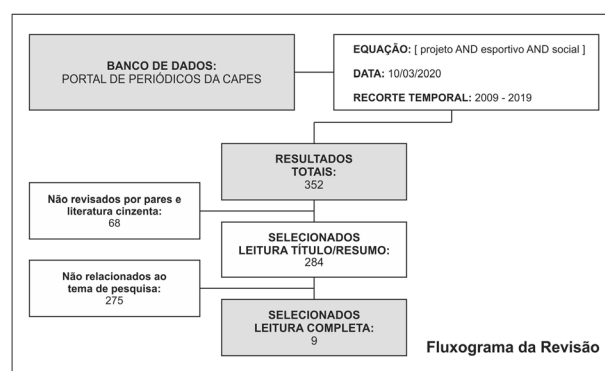 BANCO DE DADOS:
PORTAL DE PERIÓDICOS DA CAPES
EQUAÇÃO: [ projeto AND esportivo AND social ]
DATA: 10/03/2020
RECORTE TEMPORAL: 2009 - 2019
RESULTADOS
TOTAIS:
352
Não revisados por pares e
literatura cinzenta:
68
SELECIONADOS
LEITURA TÍTULO/RESUMO:
284
Não relacionados ao
tema de pesquisa:
275
SELECIONADOS
LEITURA COMPLETA:
9
Fluxograma da Revisão